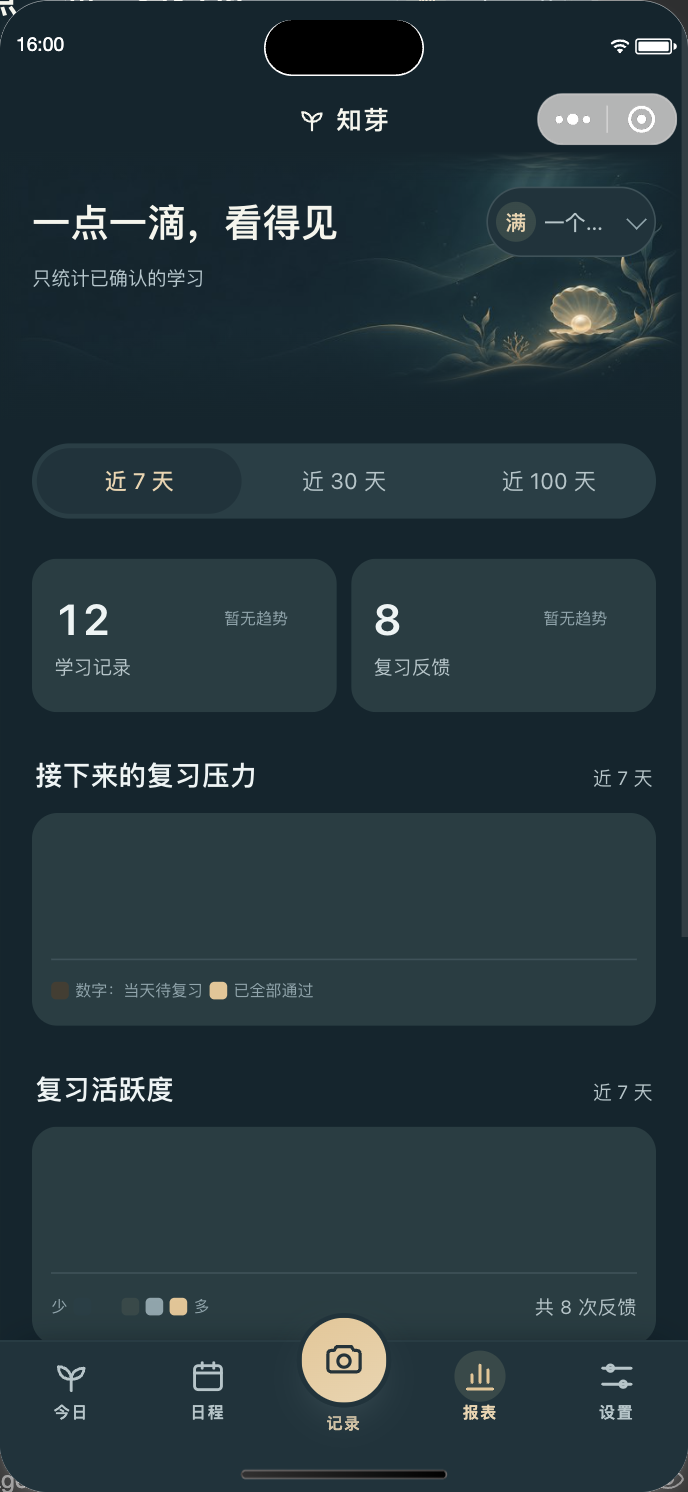 16:00
知芽
一点一滴，看得见
满 一个...
只统计已确认的学习
近 7 天 近 30 天 近 100 天
12 暂无趋势
学习记录
8 暂无趋势
复习反馈
接下来的复习压力 近 7 天
数字：当天待复习 已全部通过
复习活跃度 近 7 天
少 多 共 8 次反馈
今日 日程 记录 报表 设置